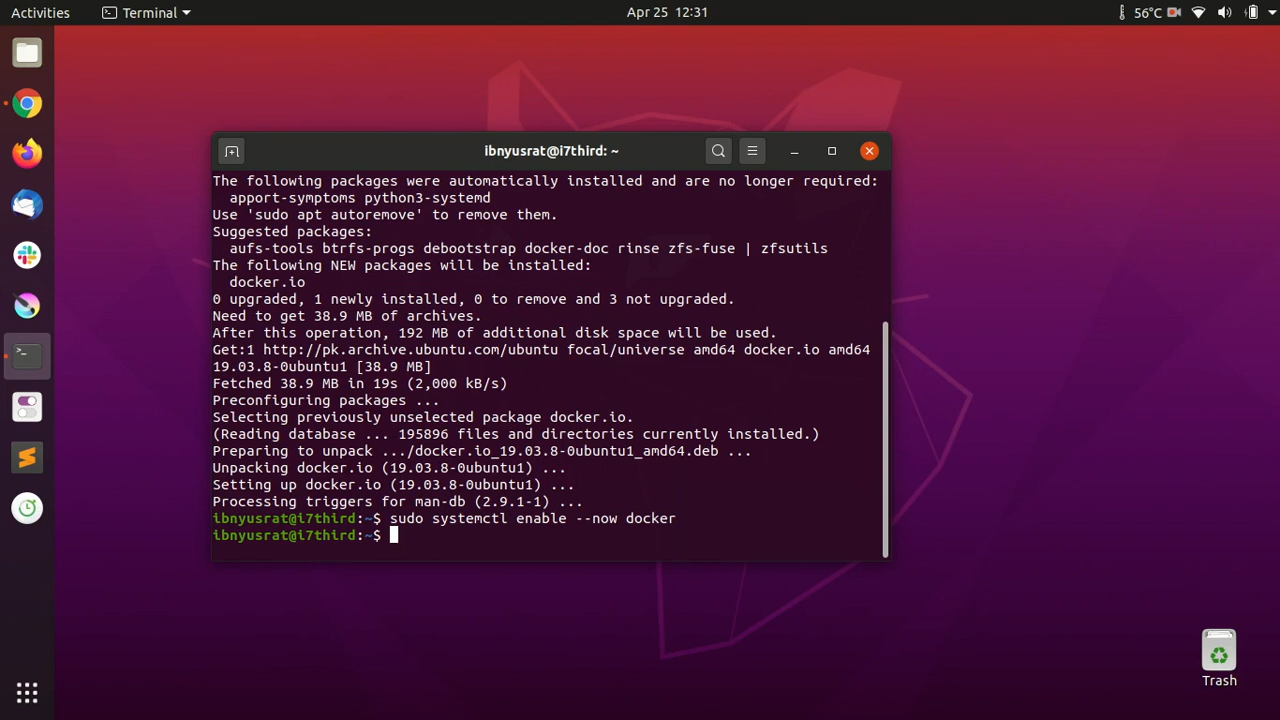 Activities
Terminal
Apr 25 12:31
56°C
ibnyusrat@i7third: ~
The following packages were automatically installed and are no longer required:
apport-symptoms python3-systemd
Use 'sudo apt autoremove' to remove them.
Suggested packages:
aufs-tools btrfs-progs debootstrap docker-doc rinse zfs-fuse | zfsutils
The following NEW packages will be installed:
docker.io
0 upgraded, 1 newly installed, 0 to remove and 3 not upgraded.
Need to get 38.9 MB of archives.
After this operation, 192 MB of additional disk space will be used.
Get:1 http://pk.archive.ubuntu.com/ubuntu focal/universe amd64 docker.io amd64
19.03.8-0ubuntu1 [38.9 MB]
Fetched 38.9 MB in 19s (2,000 kB/s)
Preconfiguring packages ...
Selecting previously unselected package docker.io.
(Reading database ... 195896 files and directories currently installed.)
Preparing to unpack .../docker.io_19.03.8-0ubuntu1_amd64.deb ...
Unpacking docker.io (19.03.8-0ubuntu1) ...
Setting up docker.io (19.03.8-0ubuntu1) ...
Processing triggers for man-db (2.9.1-1) ...
ibnyusrat@i7third:~$ sudo systemctl enable --now docker
ibnyusrat@i7third:~$
Trash